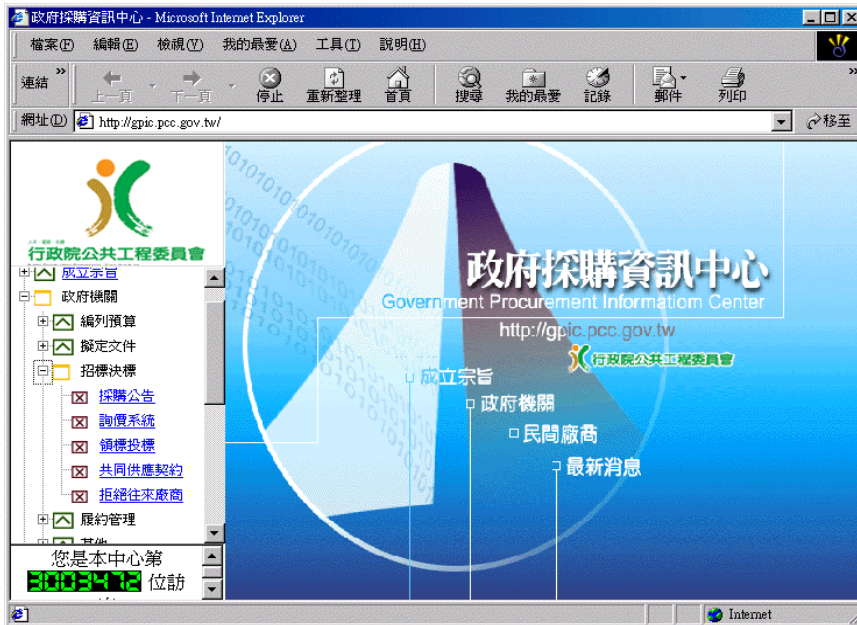 政府採購資訊中心 - Microsoft Internet Explorer
檔案(F) 編輯(E) 檢視(V) 我的最愛(A) 工具(T) 說明(H)
連結 » 上一頁 下一頁 停止 重新整理 首頁 搜尋 我的最愛 記錄 郵件 列印 »
網址(D) http://gpic.pcc.gov.tw/ 移至
行政院公共工程委員會
成立宗旨
政府機關
編列預算
擬定文件
招標決標
採購公告
詢價系統
領標投標
共同供應契約
拒絕往來廠商
履約管理
其他
您是本中心第
3003472 位訪
政府採購資訊中心
Government Procurement Informatiom Center
http://gpic.pcc.gov.tw
行政院公共工程委員會
成立宗旨
政府機關
民間廠商
最新消息
Internet